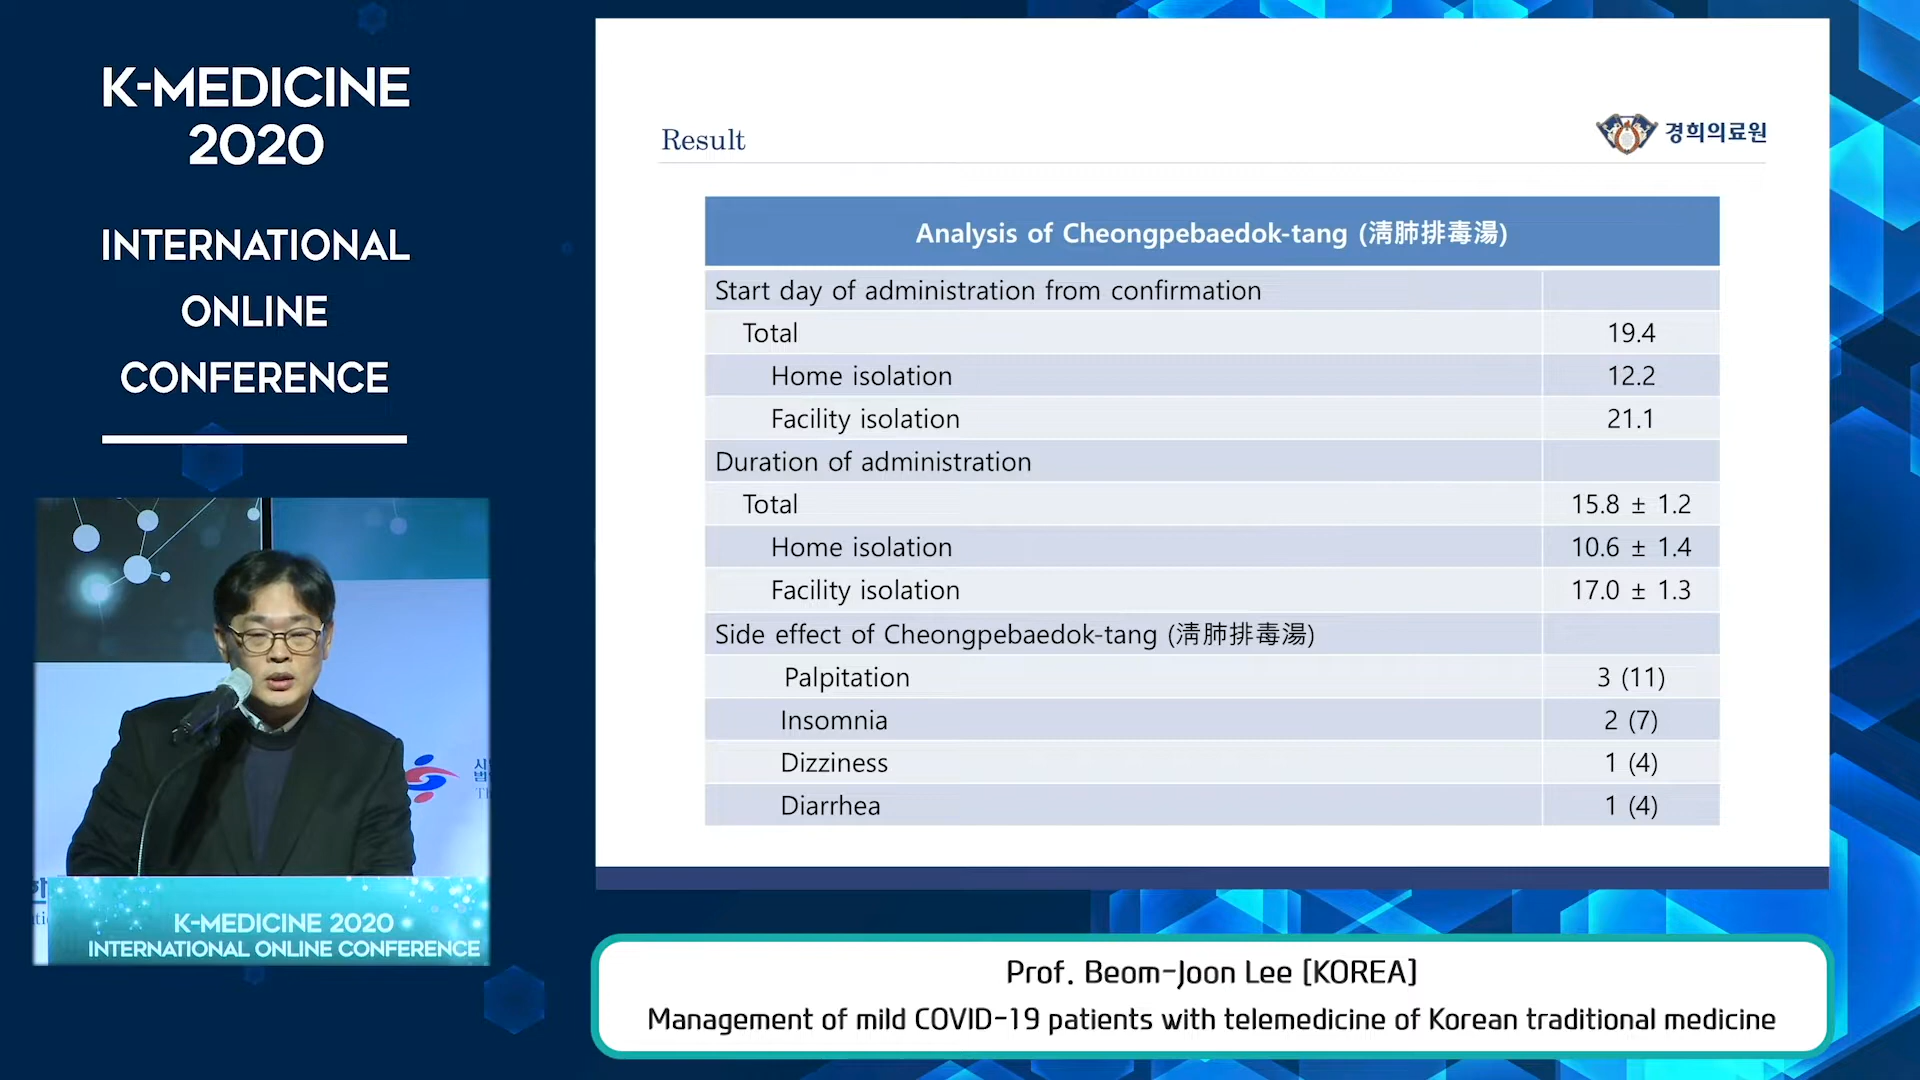 K-MEDICINE
2020
INTERNATIONAL
ONLINE
CONFERENCE
Result
경희의료원
Analysis of Cheongpebaedok-tang (淸肺排毒湯)
Start day of administration from confirmation
Total 19.4
Home isolation 12.2
Facility isolation 21.1
Duration of administration
Total 15.8 ± 1.2
Home isolation 10.6 ± 1.4
Facility isolation 17.0 ± 1.3
Side effect of Cheongpebaedok-tang (淸肺排毒湯)
Palpitation 3 (11)
Insomnia 2 (7)
Dizziness 1 (4)
Diarrhea 1 (4)
K-MEDICINE 2020
INTERNATIONAL ONLINE CONFERENCE
Prof. Beom-Joon Lee [KOREA]
Management of mild COVID-19 patients with telemedicine of Korean traditional medicine